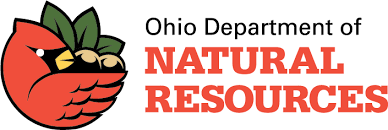 Ohio Department of
NATURAL
RESOURCES